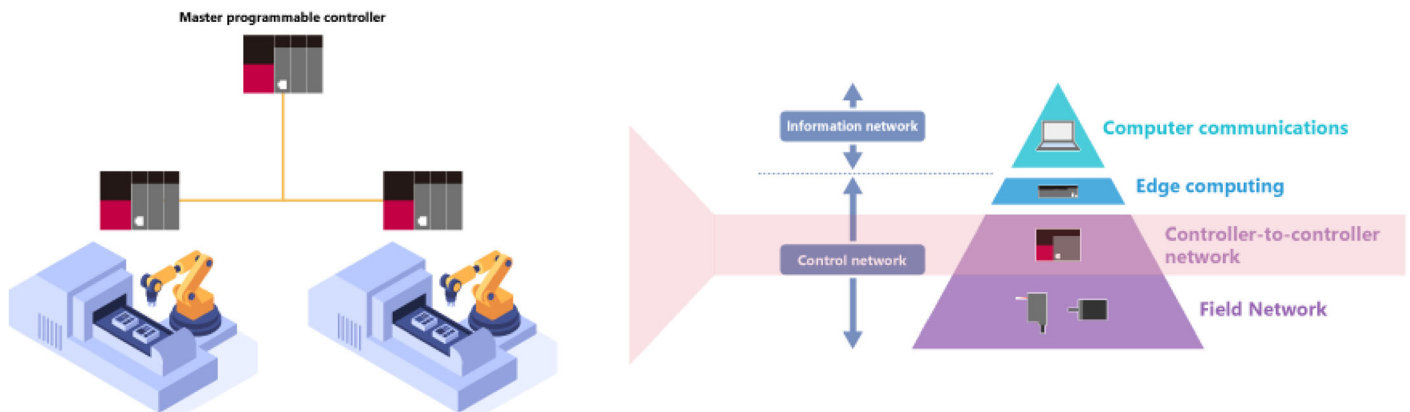 Master programmable controller
Information network
Computer communications
Edge computing
Control network
Controller-to-controller
network
Field Network